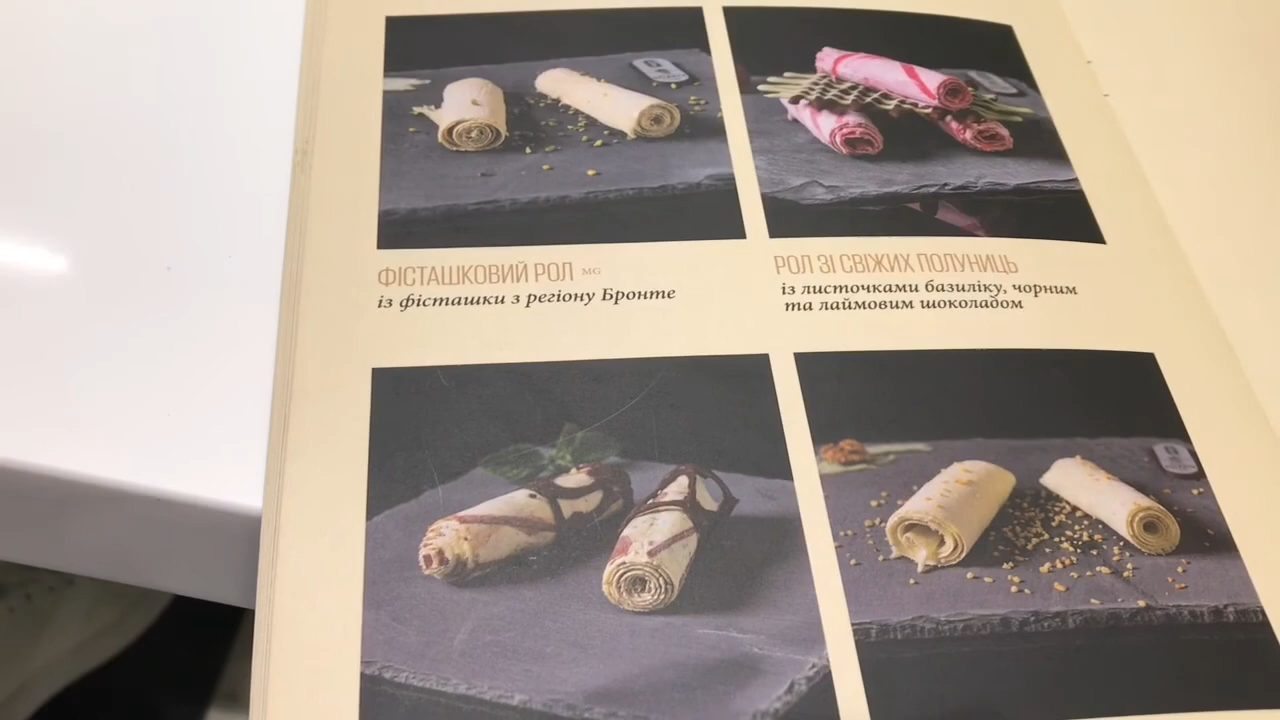 ФІСТАШКОВИЙ РОЛ MG
із фісташки з регіону Бронте
РОЛ ЗІ СВІЖИХ ПОЛУНИЦЬ
із листочками базиліку, чорним
та лаймовим шоколадом